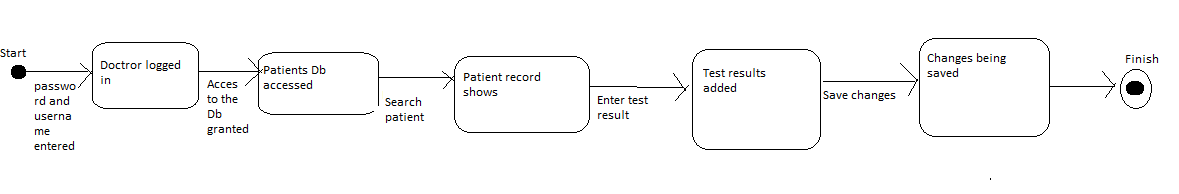 Start
passwo
rd and
userna
me
entered
Doctror logged
in
Acces
to the
Db
granted
Patients Db
accessed
Search
patient
Patient record
shows
Enter test
result
Test results
added
Save changes
Changes being
saved
Finish